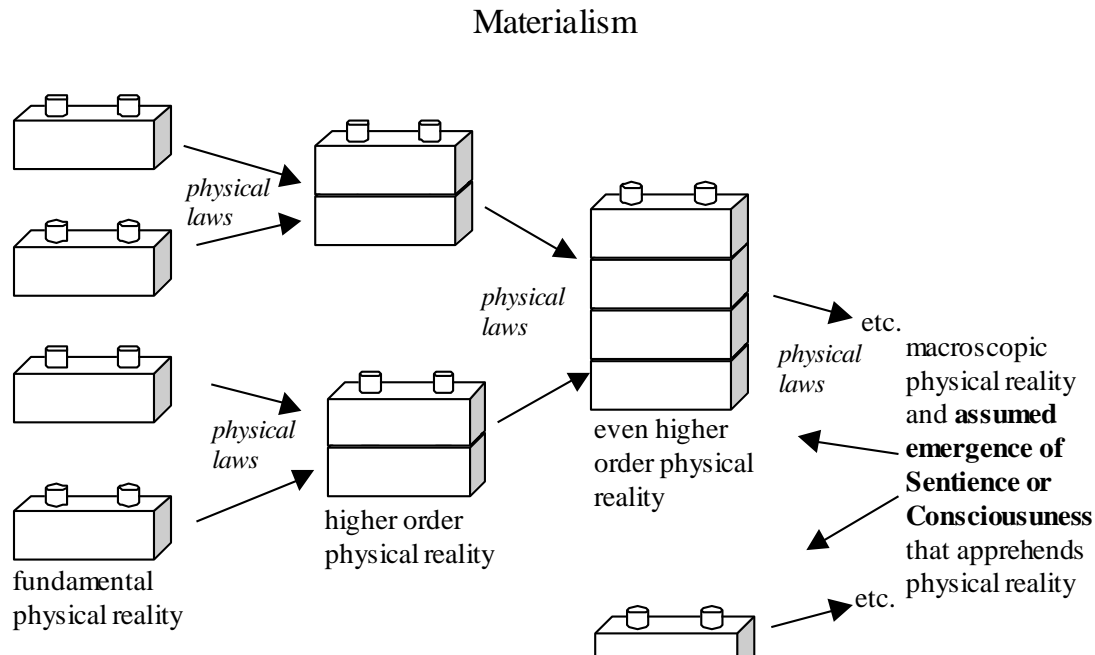 Materialism
physical
laws
physical
laws
fundamental
physical reality
higher order
physical reality
physical
laws
even higher
order physical
reality
physical
laws
etc.
macroscopic
physical reality
and assumed
emergence of
Sentience or
Consciousuness
that apprehends
physical reality
etc.